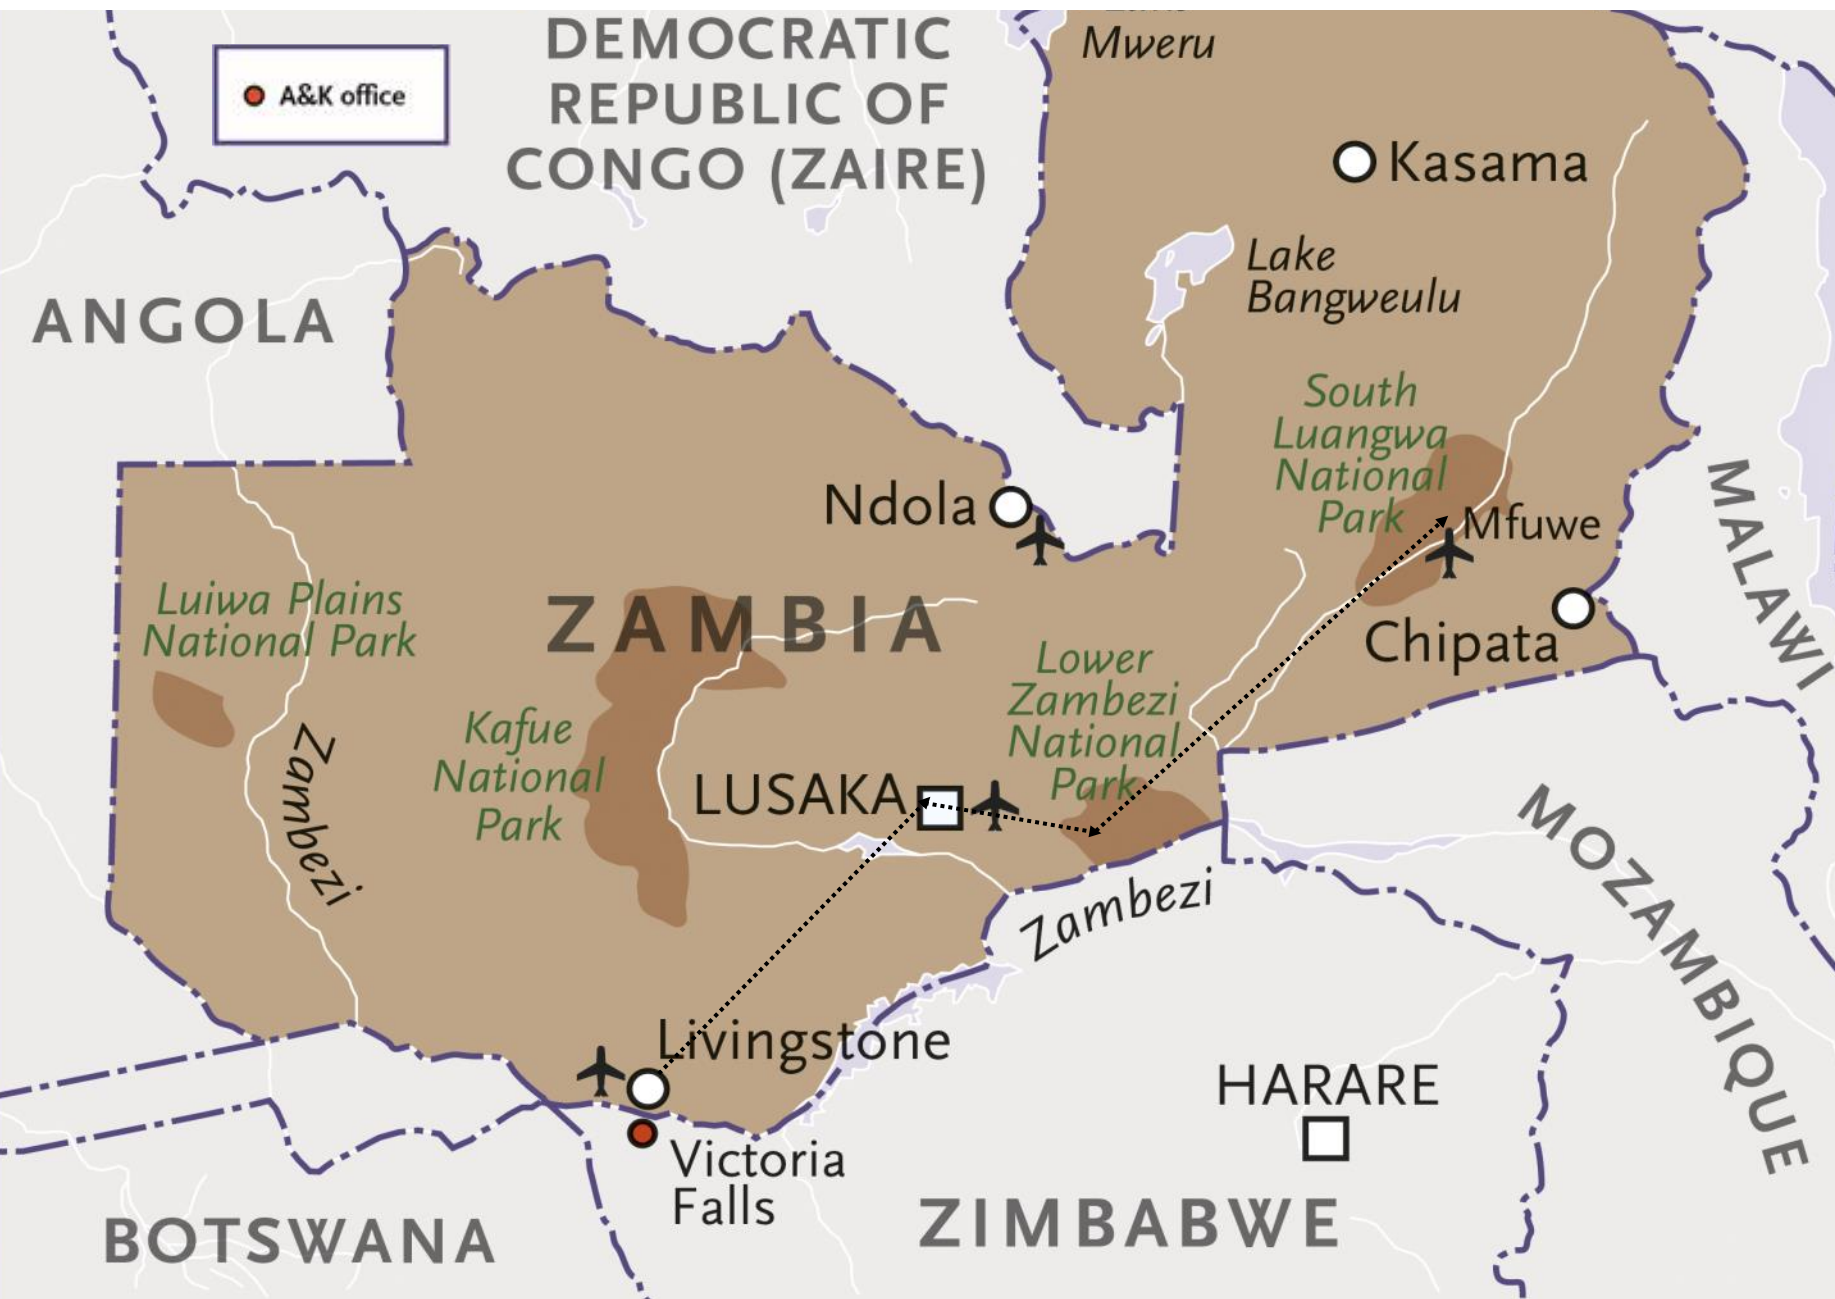 DEMOCRATIC
REPUBLIC OF
CONGO (ZAIRE)
A&K office
Mweru
Kasama
Lake
Bangweulu
ANGOLA
South
Luangwa
National
Park
Mfuwe
Ndola
MALAWI
Luiwa Plains
National Park
ZAMBIA
Chipata
Lower
Zambezi
National
Park
Kafue
National
Park
LUSAKA
Zambezi
Zambezi
MOZAMBIQUE
Livingstone
HARARE
Victoria
Falls
ZIMBABWE
BOTSWANA